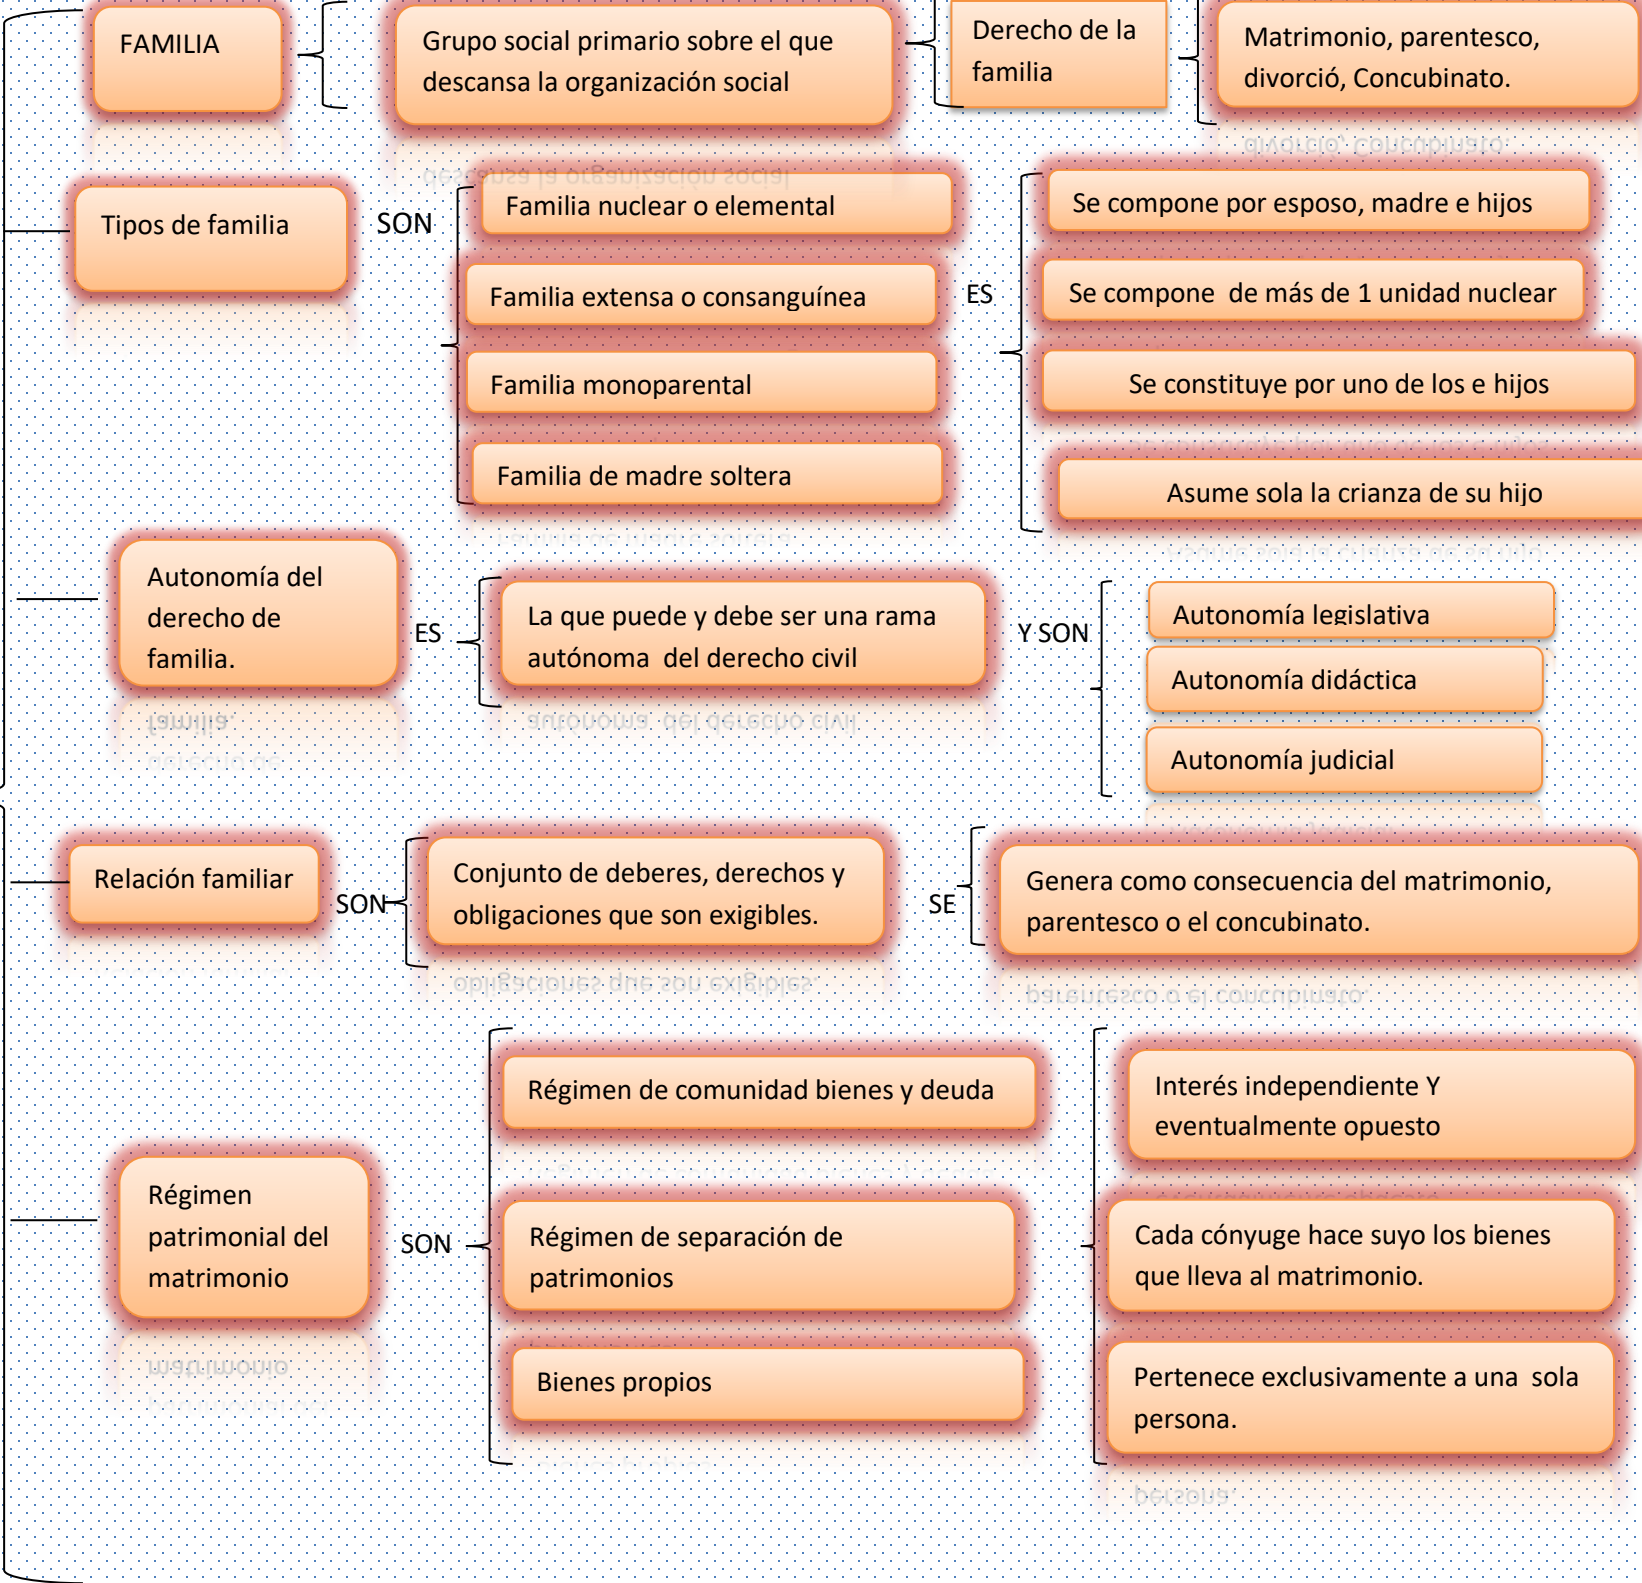 FAMILIA
Grupo social primario sobre el que
descansa la organización social
Derecho de la
familia
Matrimonio, parentesco,
divorció, Concubinato.
Tipos de familia
SON
Familia nuclear o elemental
Familia extensa o consanguínea
Familia monoparental
Familia de madre soltera
ES
Se compone por esposo, madre e hijos
Se compone  de más de 1 unidad nuclear
Se constituye por uno de los e hijos
Asume sola la crianza de su hijo
Autonomía del
derecho de
familia.
ES
La que puede y debe ser una rama
autónoma  del derecho civil
Y SON
Autonomía legislativa
Autonomía didáctica
Autonomía judicial
Relación familiar
SON
Conjunto de deberes, derechos y
obligaciones que son exigibles.
SE
Genera como consecuencia del matrimonio,
parentesco o el concubinato.
Régimen
patrimonial del
matrimonio
SON
Régimen de comunidad bienes y deuda
Régimen de separación de
patrimonios
Bienes propios
Interés independiente Y
eventualmente opuesto
Cada cónyuge hace suyo los bienes
que lleva al matrimonio.
Pertenece exclusivamente a una  sola
persona.